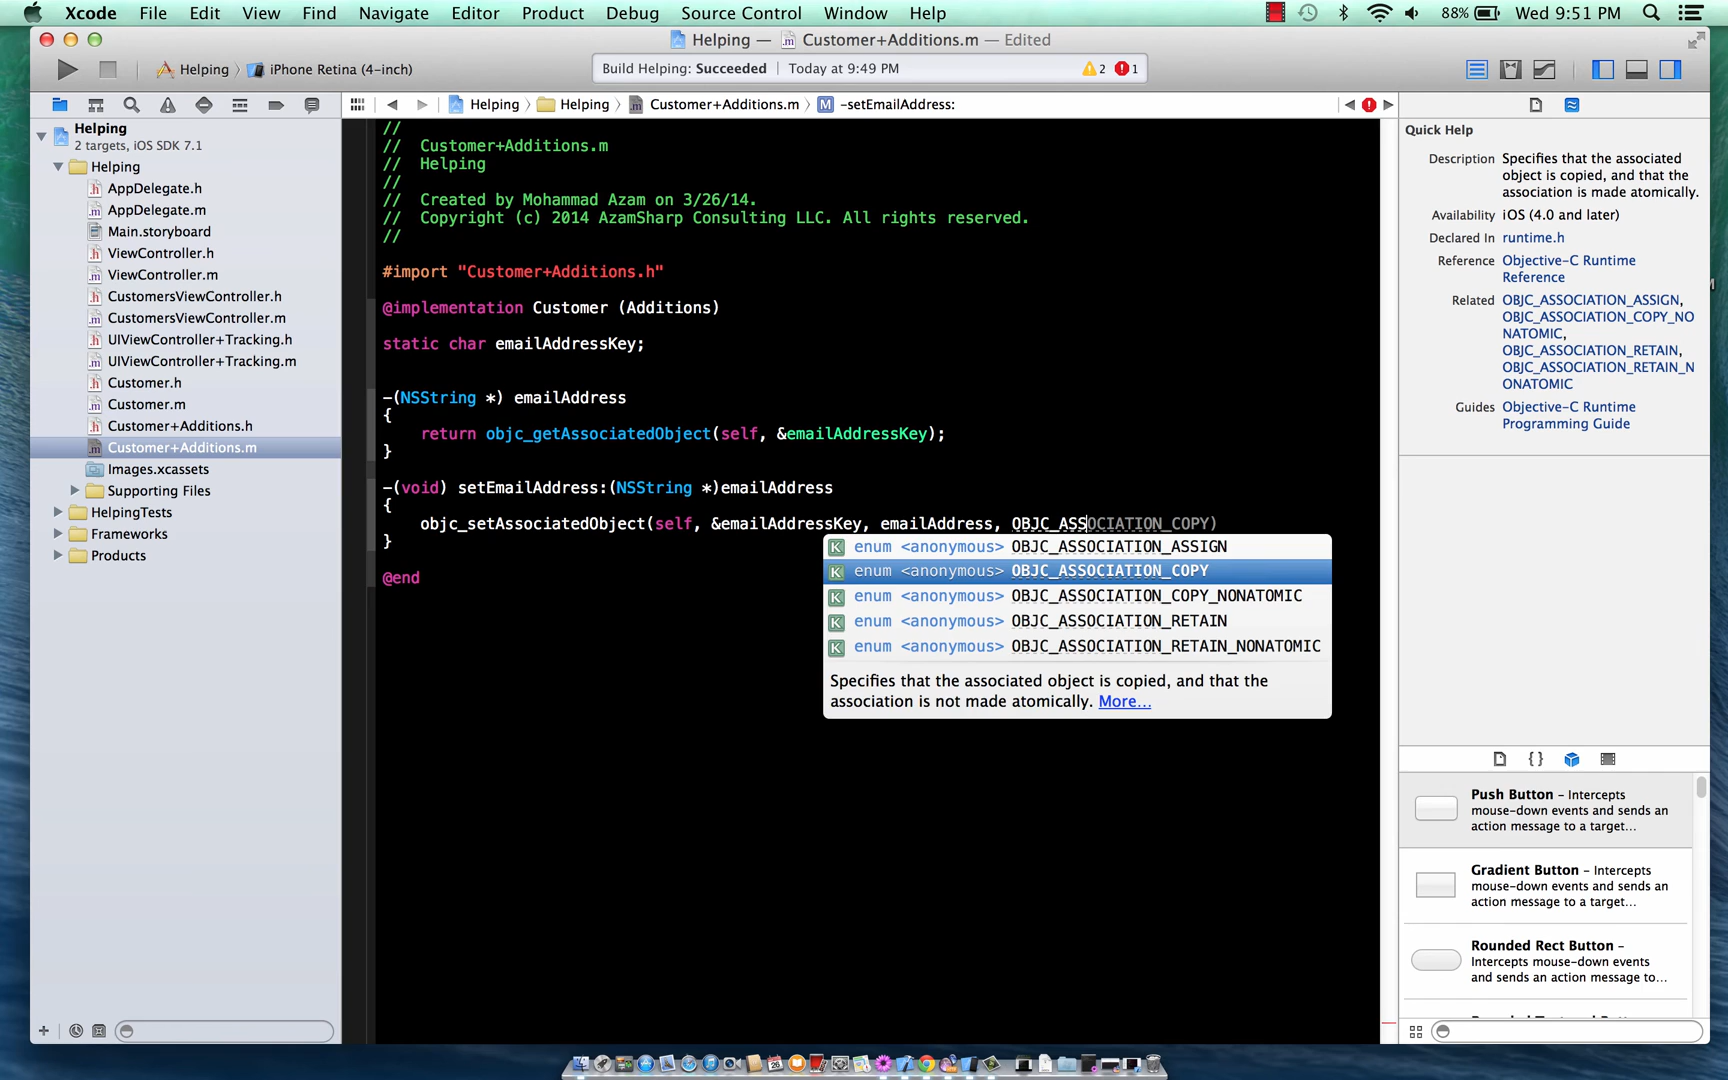 Xcode File Edit View Find Navigate Editor Product Debug Source Control Window Help 88% Wed 9:51 PM
Helping — Customer+Additions.m — Edited
Helping iPhone Retina (4-inch)
Build Helping: Succeeded Today at 9:49 PM 2 1
Helping Helping Customer+Additions.m M -setEmailAddress:
Helping
2 targets, iOS SDK 7.1
Helping
AppDelegate.h
AppDelegate.m
Main.storyboard
ViewController.h
ViewController.m
CustomersViewController.h
CustomersViewController.m
UIViewController+Tracking.h
UIViewController+Tracking.m
Customer.h
Customer.m
Customer+Additions.h
Customer+Additions.m
Images.xcassets
Supporting Files
HelpingTests
Frameworks
Products
//
// Customer+Additions.m
// Helping
//
// Created by Mohammad Azam on 3/26/14.
// Copyright (c) 2014 AzamSharp Consulting LLC. All rights reserved.
//
#import "Customer+Additions.h"
@implementation Customer (Additions)
static char emailAddressKey;
-(NSString *) emailAddress
{
return objc_getAssociatedObject(self, &emailAddressKey);
}
-(void) setEmailAddress:(NSString *)emailAddress
{
objc_setAssociatedObject(self, &emailAddressKey, emailAddress, OBJC_ASSOCIATION_COPY)
}
@end
K enum <anonymous> OBJC_ASSOCIATION_ASSIGN
K enum <anonymous> OBJC_ASSOCIATION_COPY
K enum <anonymous> OBJC_ASSOCIATION_COPY_NONATOMIC
K enum <anonymous> OBJC_ASSOCIATION_RETAIN
K enum <anonymous> OBJC_ASSOCIATION_RETAIN_NONATOMIC
Specifies that the associated object is copied, and that the
association is not made atomically. More...
Quick Help
Description Specifies that the associated
object is copied, and that the
association is made atomically.
Availability iOS (4.0 and later)
Declared In runtime.h
Reference Objective-C Runtime
Reference
Related OBJC_ASSOCIATION_ASSIGN,
OBJC_ASSOCIATION_COPY_NO
NATOMIC,
OBJC_ASSOCIATION_RETAIN,
OBJC_ASSOCIATION_RETAIN_N
ONATOMIC
Guides Objective-C Runtime
Programming Guide
{ }
Push Button – Intercepts
mouse-down events and sends an
action message to a target...
Gradient Button – Intercepts
mouse-down events and sends an
action message to a target...
Rounded Rect Button –
Intercepts mouse-down events
and sends an action message to...